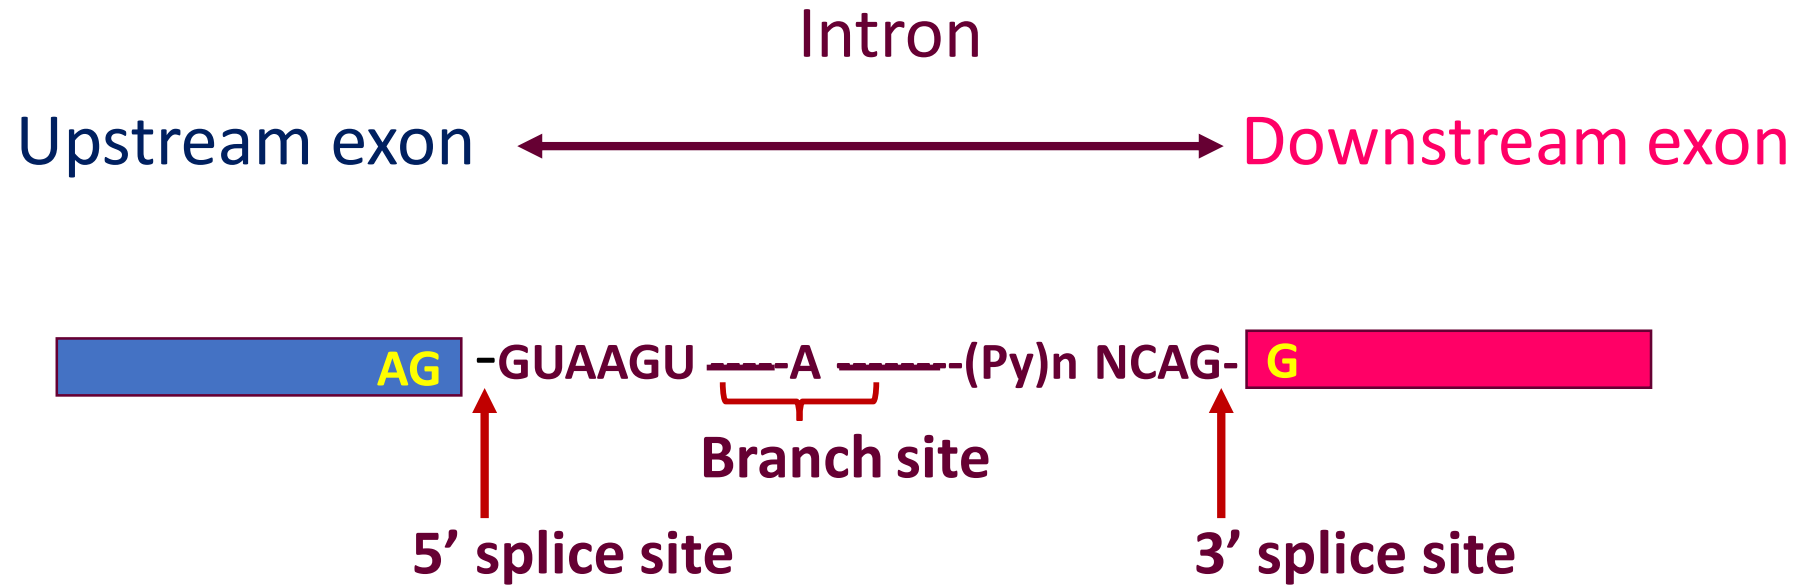 Intron
Upstream exon
Downstream exon
AG -GUAAGU -----A --------(Py)n NCAG- G
Branch site
5’ splice site
3’ splice site